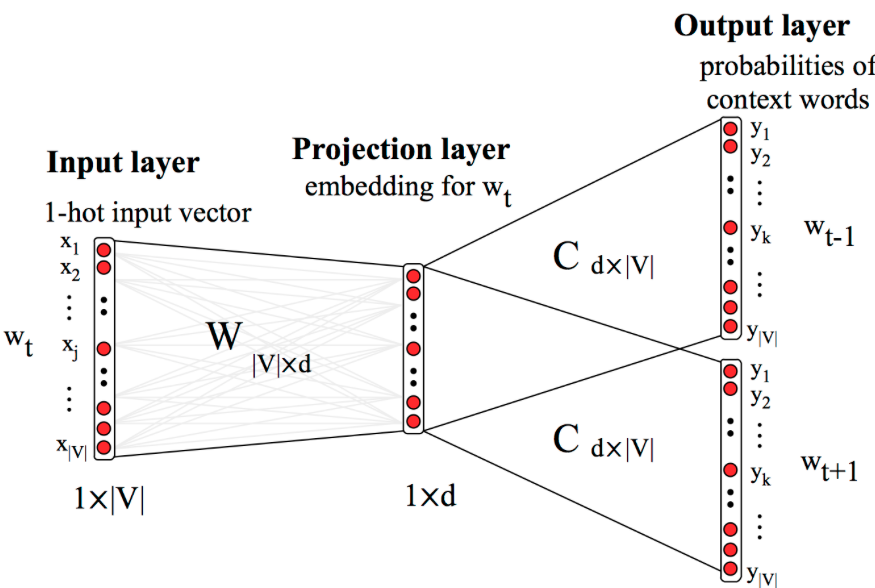 Output layer
probabilities of
context words
Input layer
1-hot input vector
Projection layer
embedding for wt
wt
x1
x2
⋮
xj
⋮
x|V|
1×|V|
W |V|×d
1×d
C d×|V|
C d×|V|
y1
y2
⋮
yk
⋮
y|V|
wt-1
y1
y2
⋮
yk
⋮
y|V|
wt+1